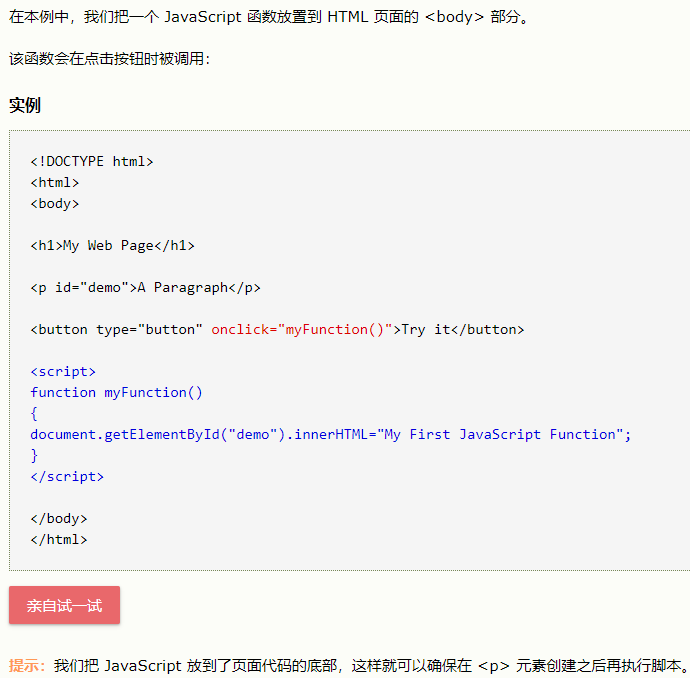 在本例中，我们把一个 JavaScript 函数放置到 HTML 页面的 <body> 部分。
该函数会在点击按钮时被调用：
实例
<!DOCTYPE html>
<html>
<body>
<h1>My Web Page</h1>
<p id="demo">A Paragraph</p>
<button type="button" onclick="myFunction()">Try it</button>
<script>
function myFunction()
{
document.getElementById("demo").innerHTML="My First JavaScript Function";
}
</script>
</body>
</html>
亲自试一试
提示：我们把 JavaScript 放到了页面代码的底部，这样就可以确保在 <p> 元素创建之后再执行脚本。